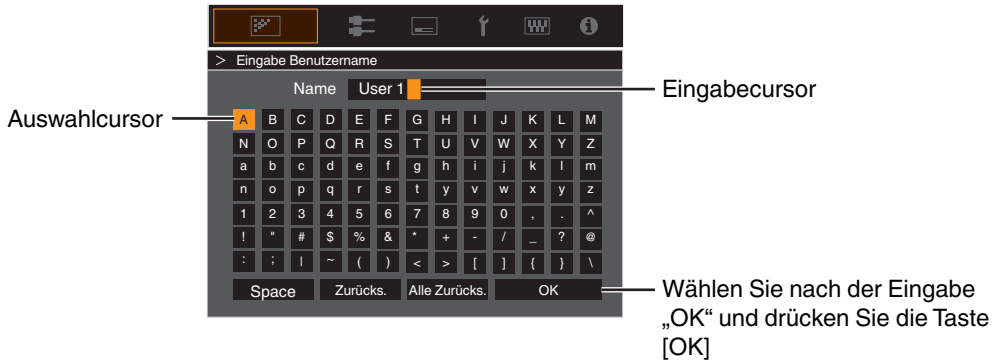 > Eingabe Benutzername
Name User 1
Eingabecursor
Auswahlcursor
A B C D E F G H I J K L M
N O P Q R S T U V W X Y Z
a b c d e f g h i j k l m
n o p q r s t y v w x y z
1 2 3 4 5 6 7 8 9 0 , . ^
! " # $ % & * + - / _ ? @
: ; | ~ ( ) < > [ ] { } \
Space Zurücks. Alle Zurücks. OK
Wählen Sie nach der Eingabe
„OK“ und drücken Sie die Taste
[OK]